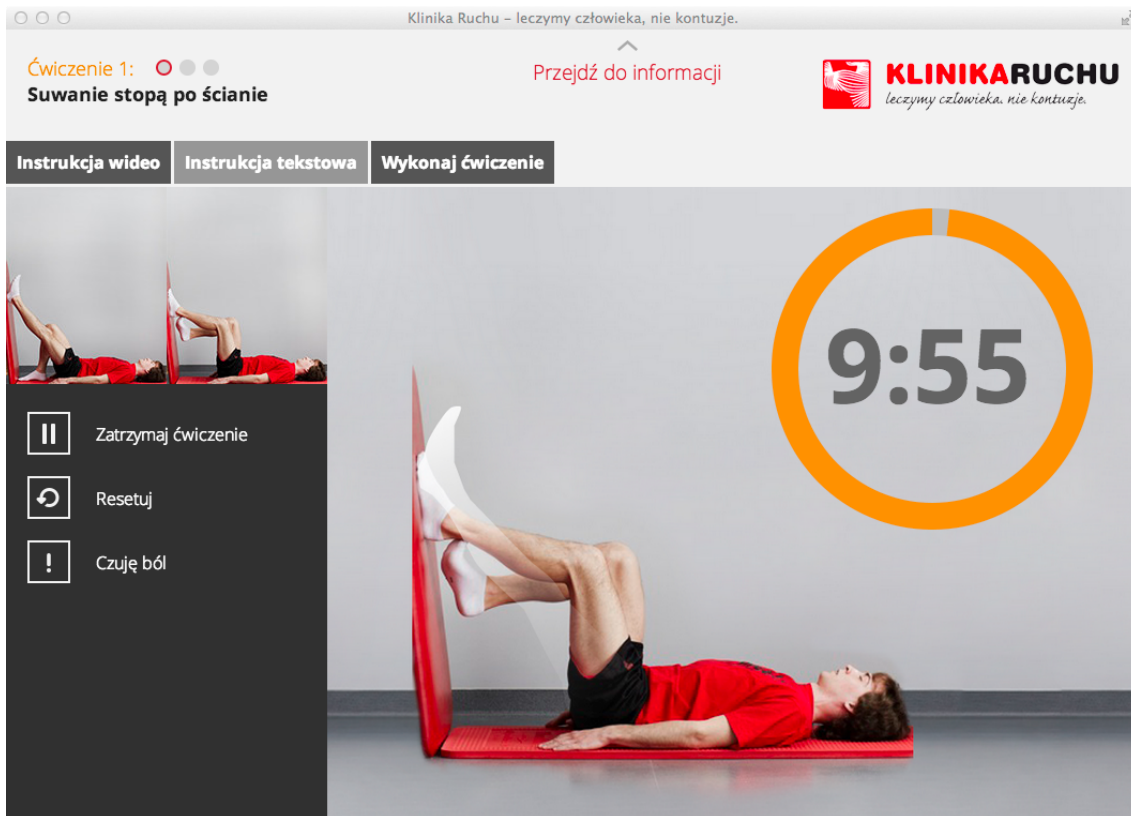 Klinika Ruchu – leczymy człowieka, nie kontuzje.
Ćwiczenie 1:
Suwanie stopą po ścianie
Przejdź do informacji
KLINIKARUCHU
leczymy człowieka. nie kontuzje.
Instrukcja wideo
Instrukcja tekstowa
Wykonaj ćwiczenie
9:55
Zatrzymaj ćwiczenie
Resetuj
! Czuję ból